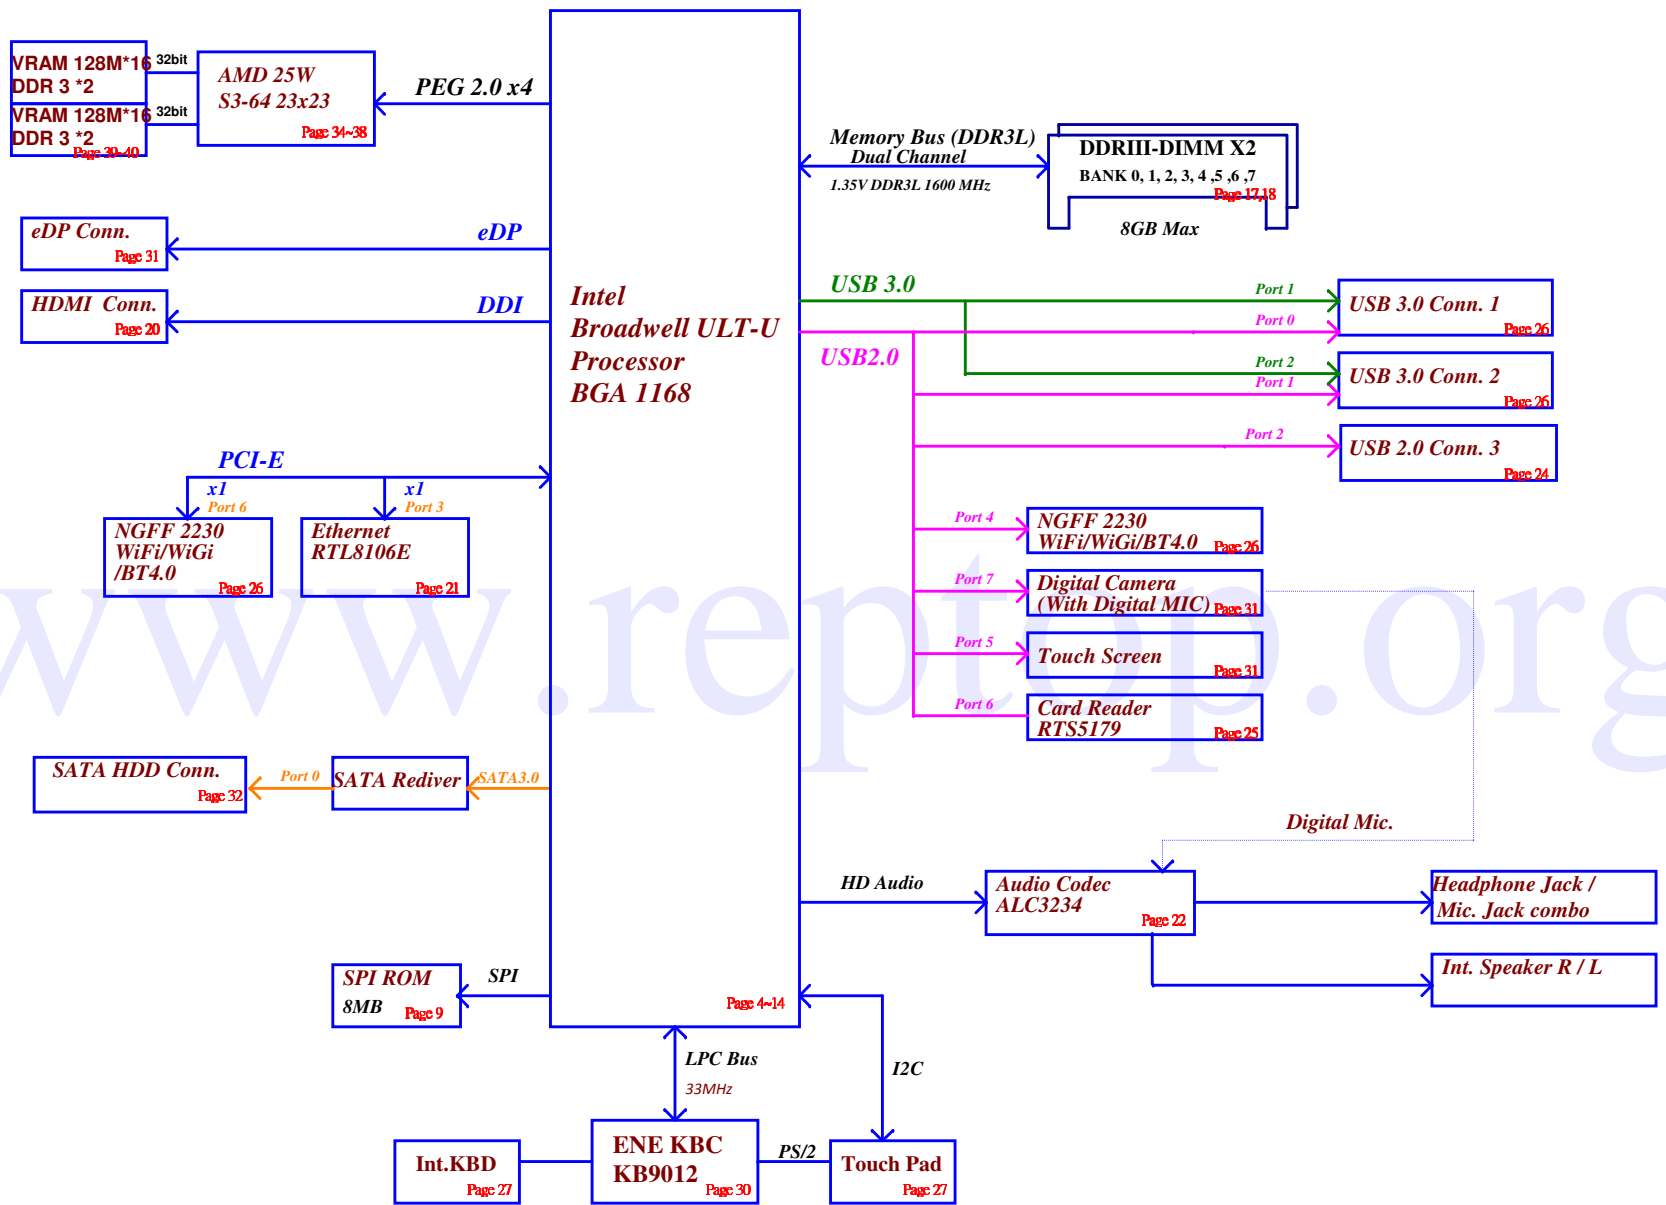 VRAM 128M*16
DDR 3 *2
32bit
VRAM 128M*16
DDR 3 *2
32bit
Page 39~40
AMD 25W
S3-64 23x23
Page 34~38
PEG 2.0 x4
eDP Conn.
Page 31
eDP
HDMI  Conn.
Page 20
DDI
Intel
Broadwell ULT-U
Processor
BGA 1168
Page 4~14
Memory Bus (DDR3L)
Dual Channel
1.35V DDR3L 1600 MHz
DDRIII-DIMM X2
BANK 0, 1, 2, 3, 4 ,5 ,6 ,7
Page 17,18
8GB Max
USB 3.0
USB2.0
Port 1
Port 0
USB 3.0 Conn. 1
Page 26
Port 2
Port 1
USB 3.0 Conn. 2
Page 26
Port 2
USB 2.0 Conn. 3
Page 24
PCI-E
x1
Port 6
x1
Port 3
NGFF 2230
WiFi/WiGi
/BT4.0
Page 26
Ethernet
RTL8106E
Page 21
Port 4
NGFF 2230
WiFi/WiGi/BT4.0
Page 26
Port 7
Digital Camera
(With Digital MIC)
Page 31
Port 5
Touch Screen
Page 31
Port 6
Card Reader
RTS5179
Page 25
www.reptop.org
SATA HDD Conn.
Page 32
Port 0
SATA Rediver
SATA3.0
Digital Mic.
HD Audio
Audio Codec
ALC3234
Page 22
Headphone Jack /
Mic. Jack combo
Int. Speaker R / L
SPI ROM
8MB
Page 9
SPI
LPC Bus
33MHz
I2C
Int.KBD
Page 27
ENE KBC
KB9012
Page 30
PS/2
Touch Pad
Page 27